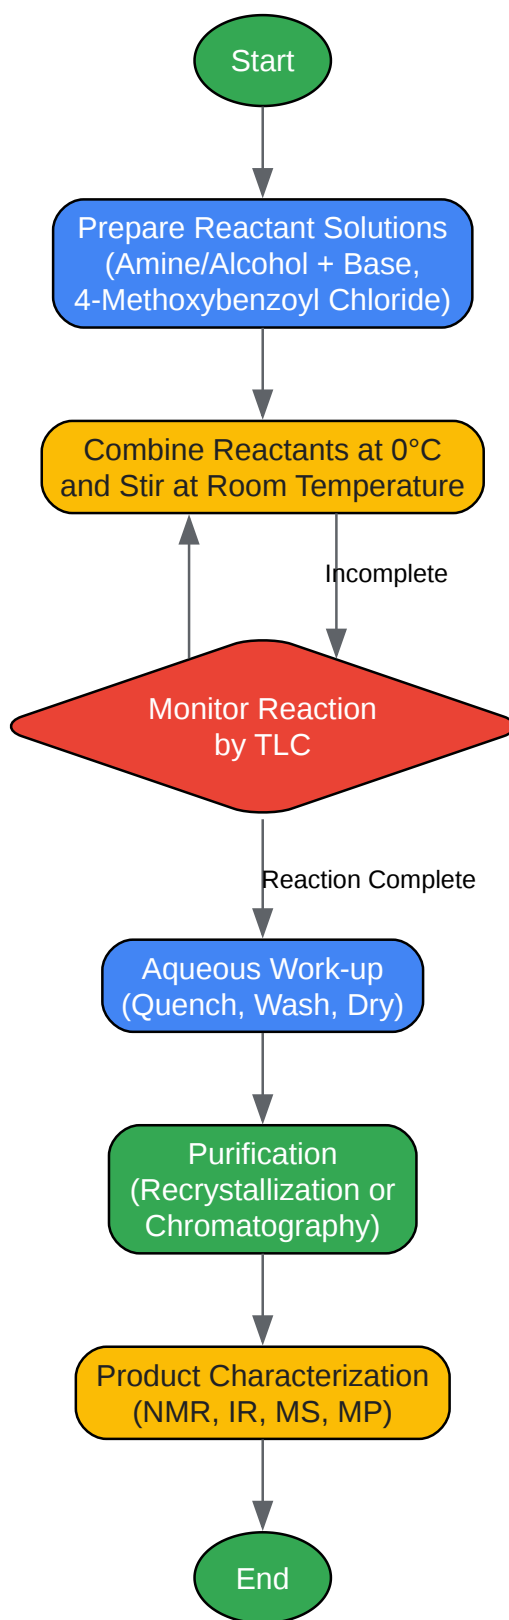 Start
Prepare Reactant Solutions
(Amine/Alcohol + Base,
4-Methoxybenzoyl Chloride)
Combine Reactants at 0°C
and Stir at Room Temperature
Incomplete
Monitor Reaction
by TLC
Reaction Complete
Aqueous Work-up
(Quench, Wash, Dry)
Purification
(Recrystallization or
Chromatography)
Product Characterization
(NMR, IR, MS, MP)
End